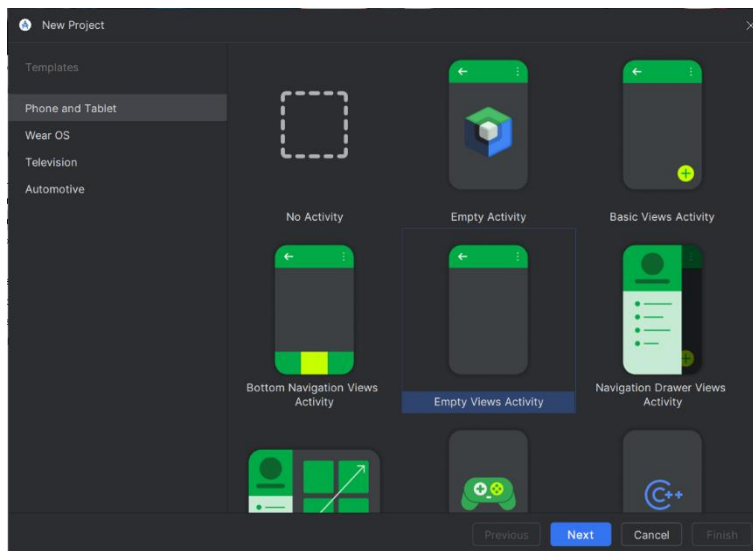 New Project
Templates
Phone and Tablet
Wear OS
Television
Automotive
No Activity
Empty Activity
Basic Views Activity
Bottom Navigation Views
Activity
Empty Views Activity
Navigation Drawer Views
Activity
C++
Previous
Next
Cancel
Finish